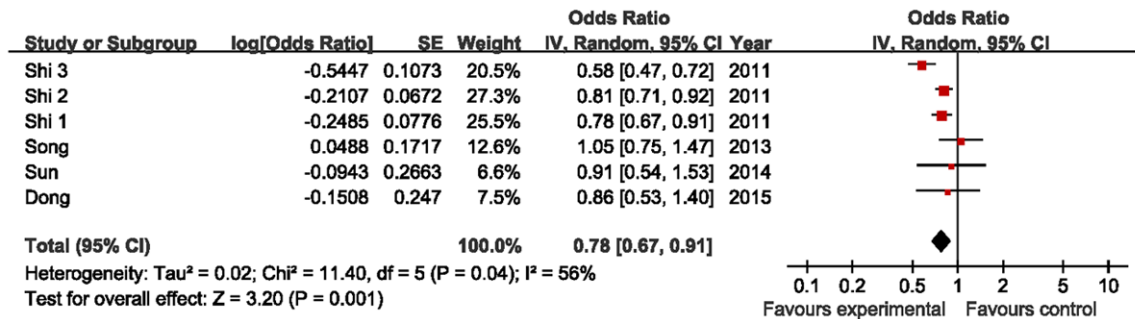 Odds Ratio Odds Ratio
Study or Subgroup log[Odds Ratio] SE Weight IV, Random, 95% CI Year IV, Random, 95% CI
Shi 3 -0.5447 0.1073 20.5% 0.58 [0.47, 0.72] 2011
Shi 2 -0.2107 0.0672 27.3% 0.81 [0.71, 0.92] 2011
Shi 1 -0.2485 0.0776 25.5% 0.78 [0.67, 0.91] 2011
Song 0.0488 0.1717 12.6% 1.05 [0.75, 1.47] 2013
Sun -0.0943 0.2663 6.6% 0.91 [0.54, 1.53] 2014
Dong -0.1508 0.247 7.5% 0.86 [0.53, 1.40] 2015
Total (95% CI) 100.0% 0.78 [0.67, 0.91]
Heterogeneity: Tau² = 0.02; Chi² = 11.40, df = 5 (P = 0.04); I² = 56%
Test for overall effect: Z = 3.20 (P = 0.001)
0.1 0.2 0.5 1 2 5 10
Favours experimental Favours control